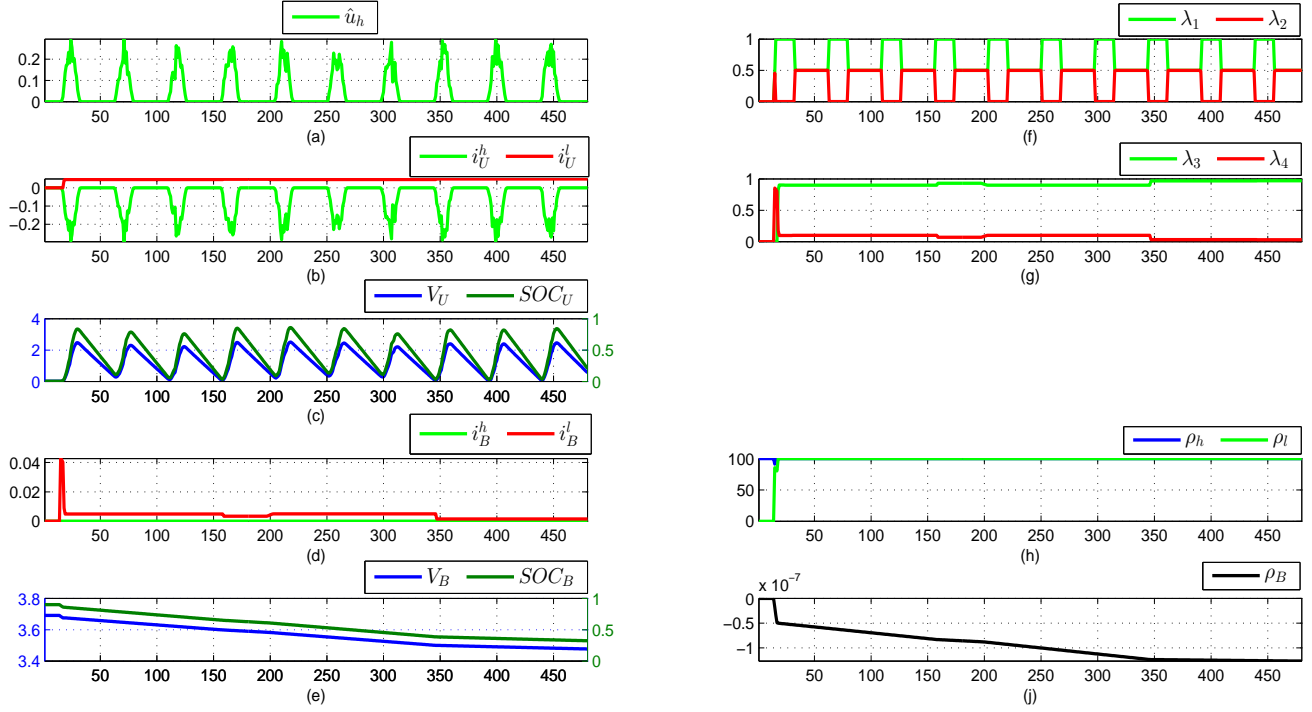 û_h
0.2
0.1
0
50 100 150 200 250 300 350 400 450
(a)
i_U^h i_U^l
0
−0.1
−0.2
50 100 150 200 250 300 350 400 450
(b)
V_U SOC_U
4 1
2 0.5
0 0
50 100 150 200 250 300 350 400 450
(c)
i_B^h i_B^l
0.04
0.02
0
50 100 150 200 250 300 350 400 450
(d)
V_B SOC_B
3.8 1
3.6 0.5
3.4 0
50 100 150 200 250 300 350 400 450
(e)
λ_1 λ_2
1
0.5
0
50 100 150 200 250 300 350 400 450
(f)
λ_3 λ_4
1
0.5
0
50 100 150 200 250 300 350 400 450
(g)
ρ_h ρ_l
100
50
0
50 100 150 200 250 300 350 400 450
(h)
x 10^−7 ρ_B
0
−0.5
−1
50 100 150 200 250 300 350 400 450
(j)